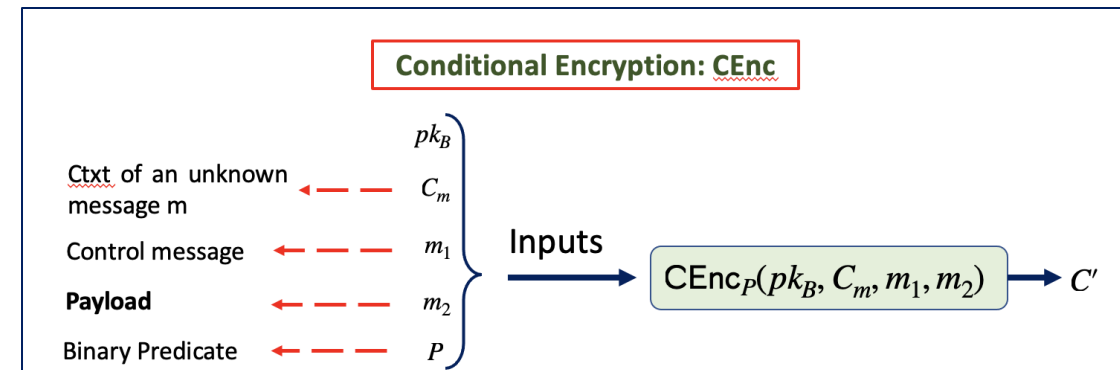 Conditional Encryption: CEnc
pk_B
Ctxt of an unknown message m
C_m
Control message
m_1
Payload
m_2
Binary Predicate
P
Inputs
CEnc_P(pk_B, C_m, m_1, m_2)
C′